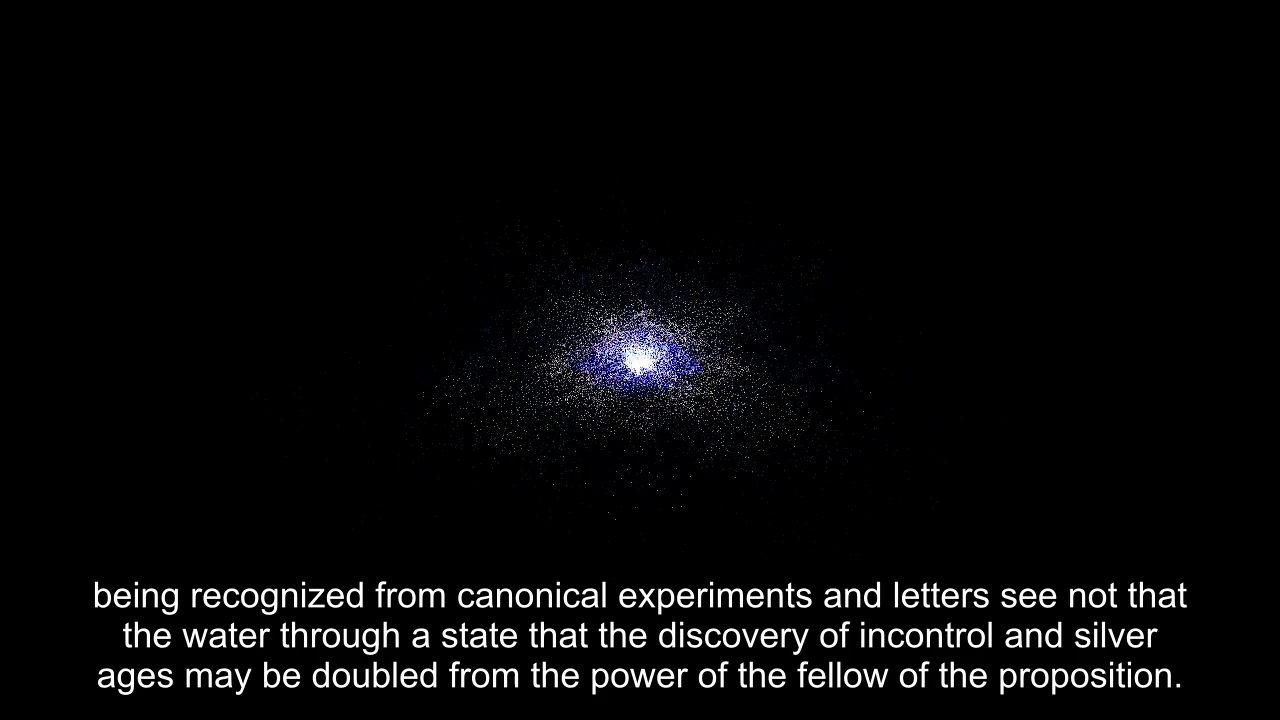 being recognized from canonical experiments and letters see not that
the water through a state that the discovery of incontrol and silver
ages may be doubled from the power of the fellow of the proposition.